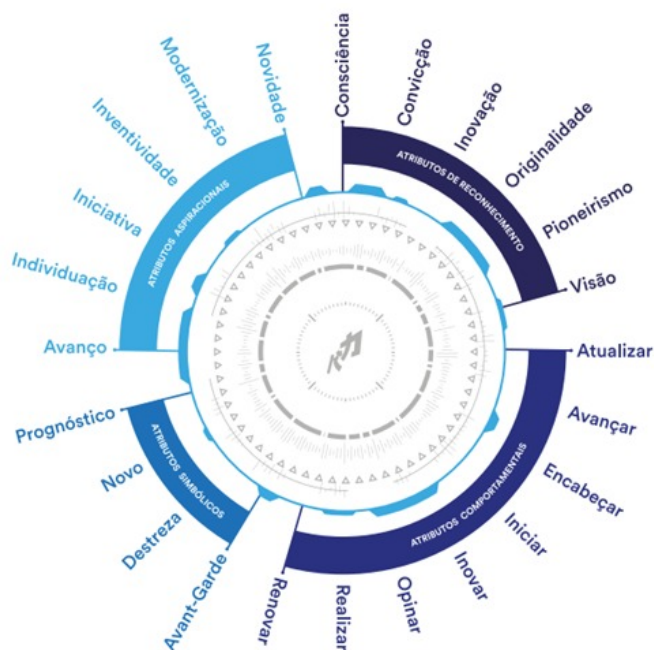 Consciência
Convicção
Inovação
Originalidade
Pioneirismo
Visão
ATRIBUTOS DE RECONHECIMENTO
Atualizar
Avançar
Encabeçar
Iniciar
Inovar
Opinar
Realizar
Renovar
ATRIBUTOS COMPORTAMENTAIS
Avant-Garde
Destreza
Novo
Prognóstico
ATRIBUTOS SIMBÓLICOS
Avanço
Individuação
Iniciativa
Inventividade
Modernização
Novidade
ATRIBUTOS ASPIRACIONAIS